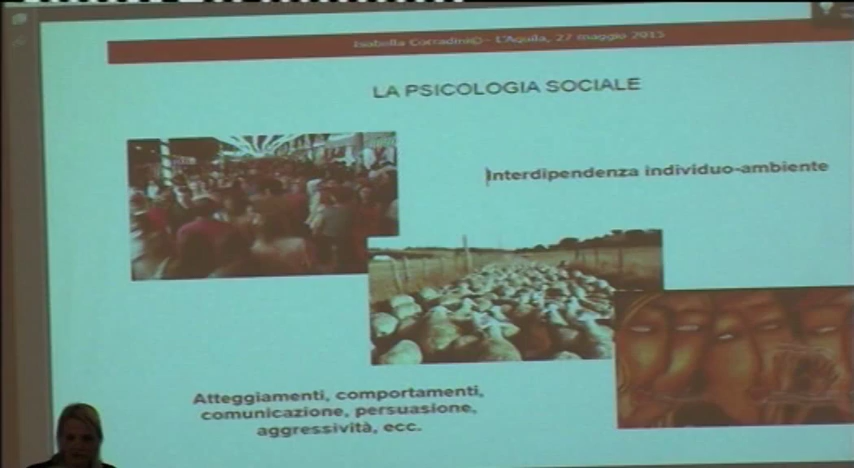 Isabella Corradini© - L'Aquila, 27 maggio 2015
LA PSICOLOGIA SOCIALE
Interdipendenza individuo-ambiente
Atteggiamenti, comportamenti,
comunicazione, persuasione,
aggressività, ecc.